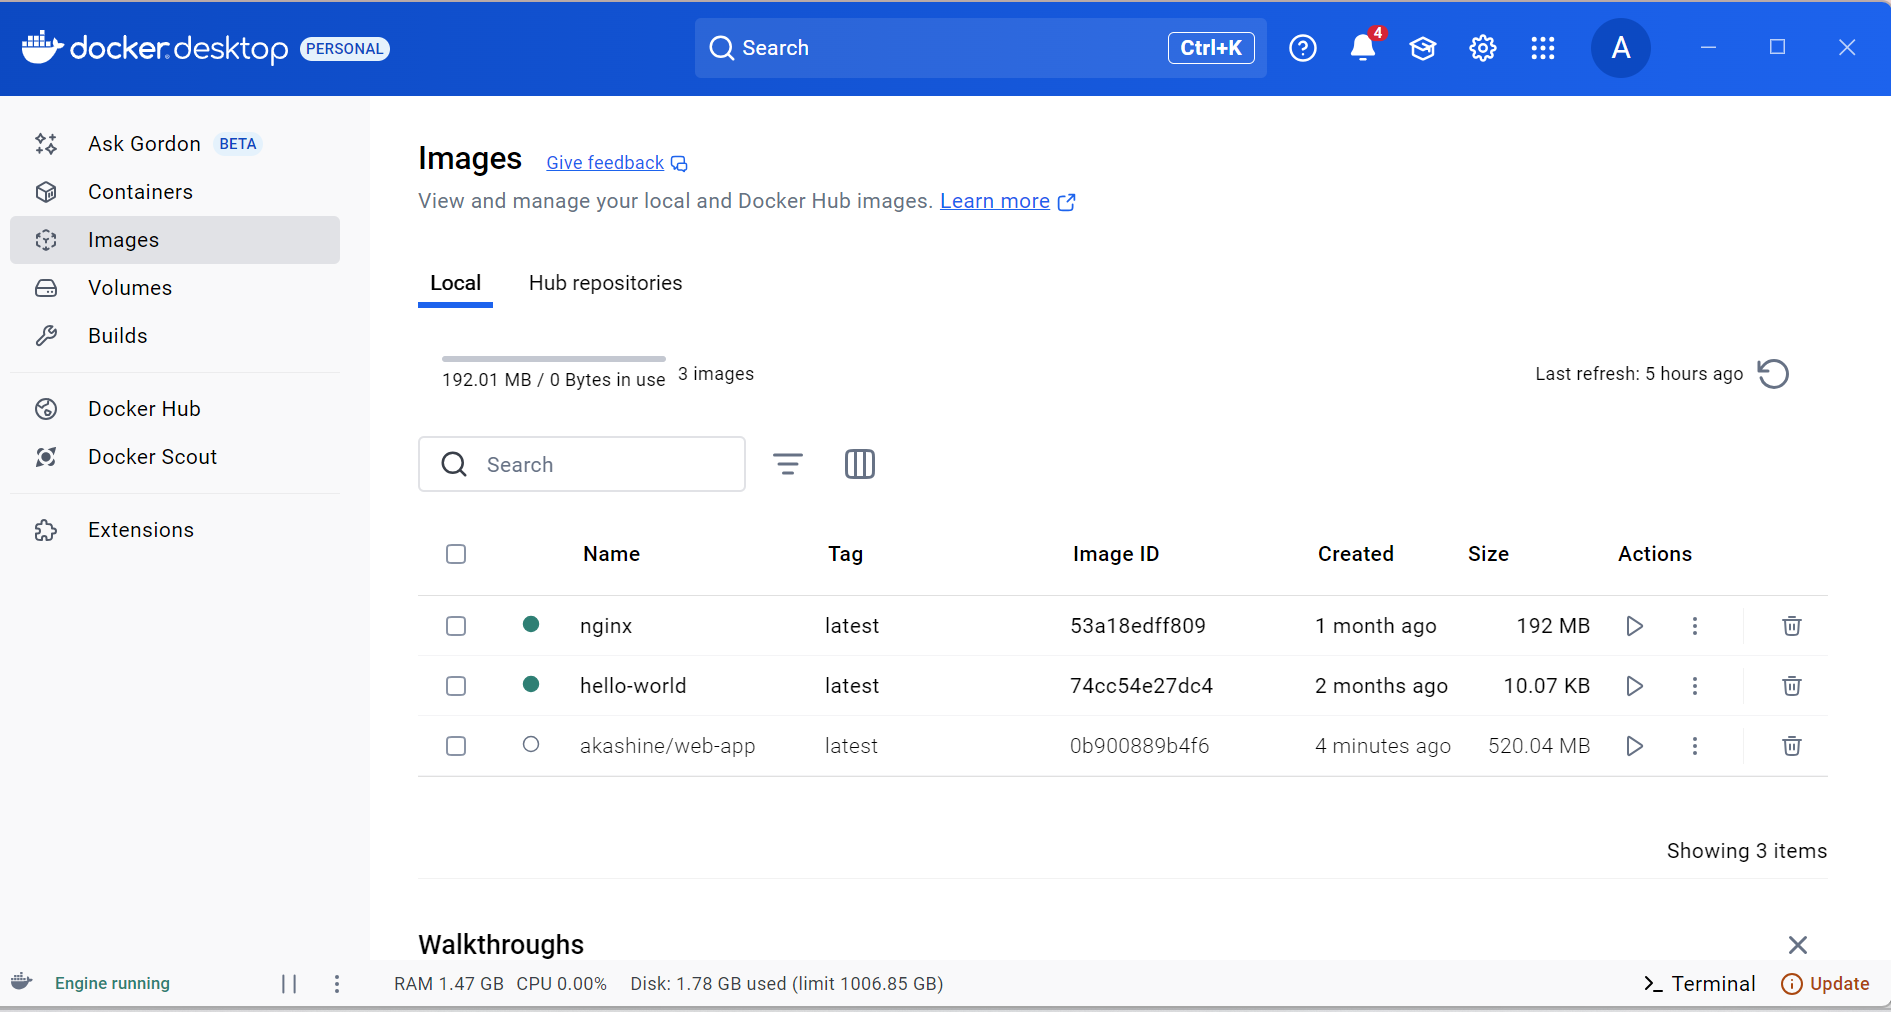 docker desktop PERSONAL
Search Ctrl+K
4
A
Ask Gordon BETA
Containers
Images
Volumes
Builds
Docker Hub
Docker Scout
Extensions
Images Give feedback
View and manage your local and Docker Hub images. Learn more
Local Hub repositories
192.01 MB / 0 Bytes in use 3 images
Last refresh: 5 hours ago
Search
Name Tag Image ID Created Size Actions
nginx latest 53a18edff809 1 month ago 192 MB
hello-world latest 74cc54e27dc4 2 months ago 10.07 KB
akashine/web-app latest 0b900889b4f6 4 minutes ago 520.04 MB
Showing 3 items
Walkthroughs
Engine running RAM 1.47 GB CPU 0.00% Disk: 1.78 GB used (limit 1006.85 GB) Terminal Update